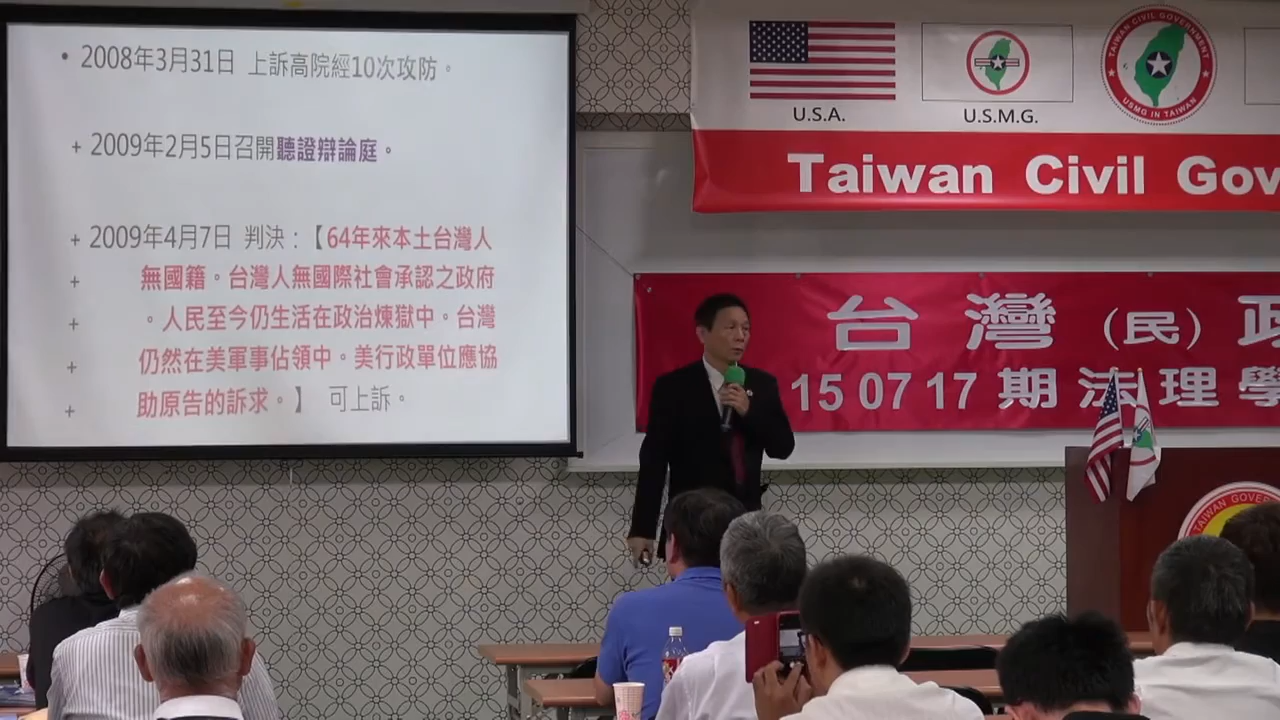 • 2008年3月31日 上訴高院經10次攻防。
+ 2009年2月5日召開聽證辯論庭。
+ 2009年4月7日 判決：【64年來本土台灣人
+ 無國籍。台灣人無國際社會承認之政府
+ 。人民至今仍生活在政治煉獄中。台灣
+ 仍然在美軍事佔領中。美行政單位應協
+ 助原告的訴求。】 可上訴。
U.S.A.
U.S.M.G.
TAIWAN CIVIL GOVERNMENT
USMG IN TAIWAN
Taiwan Civil Gov
台灣（民）政
15 07 17 期法理學
TAIWAN GOVER